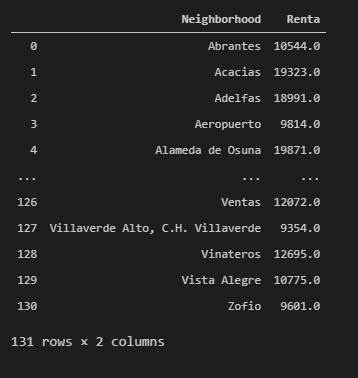 Neighborhood Renta
0 Abrantes 10544.0
1 Acacias 19323.0
2 Adelfas 18991.0
3 Aeropuerto 9814.0
4 Alameda de Osuna 19871.0
... ... ...
126 Ventas 12072.0
127 Villaverde Alto, C.H. Villaverde 9354.0
128 Vinateros 12695.0
129 Vista Alegre 10775.0
130 Zofio 9601.0
131 rows × 2 columns